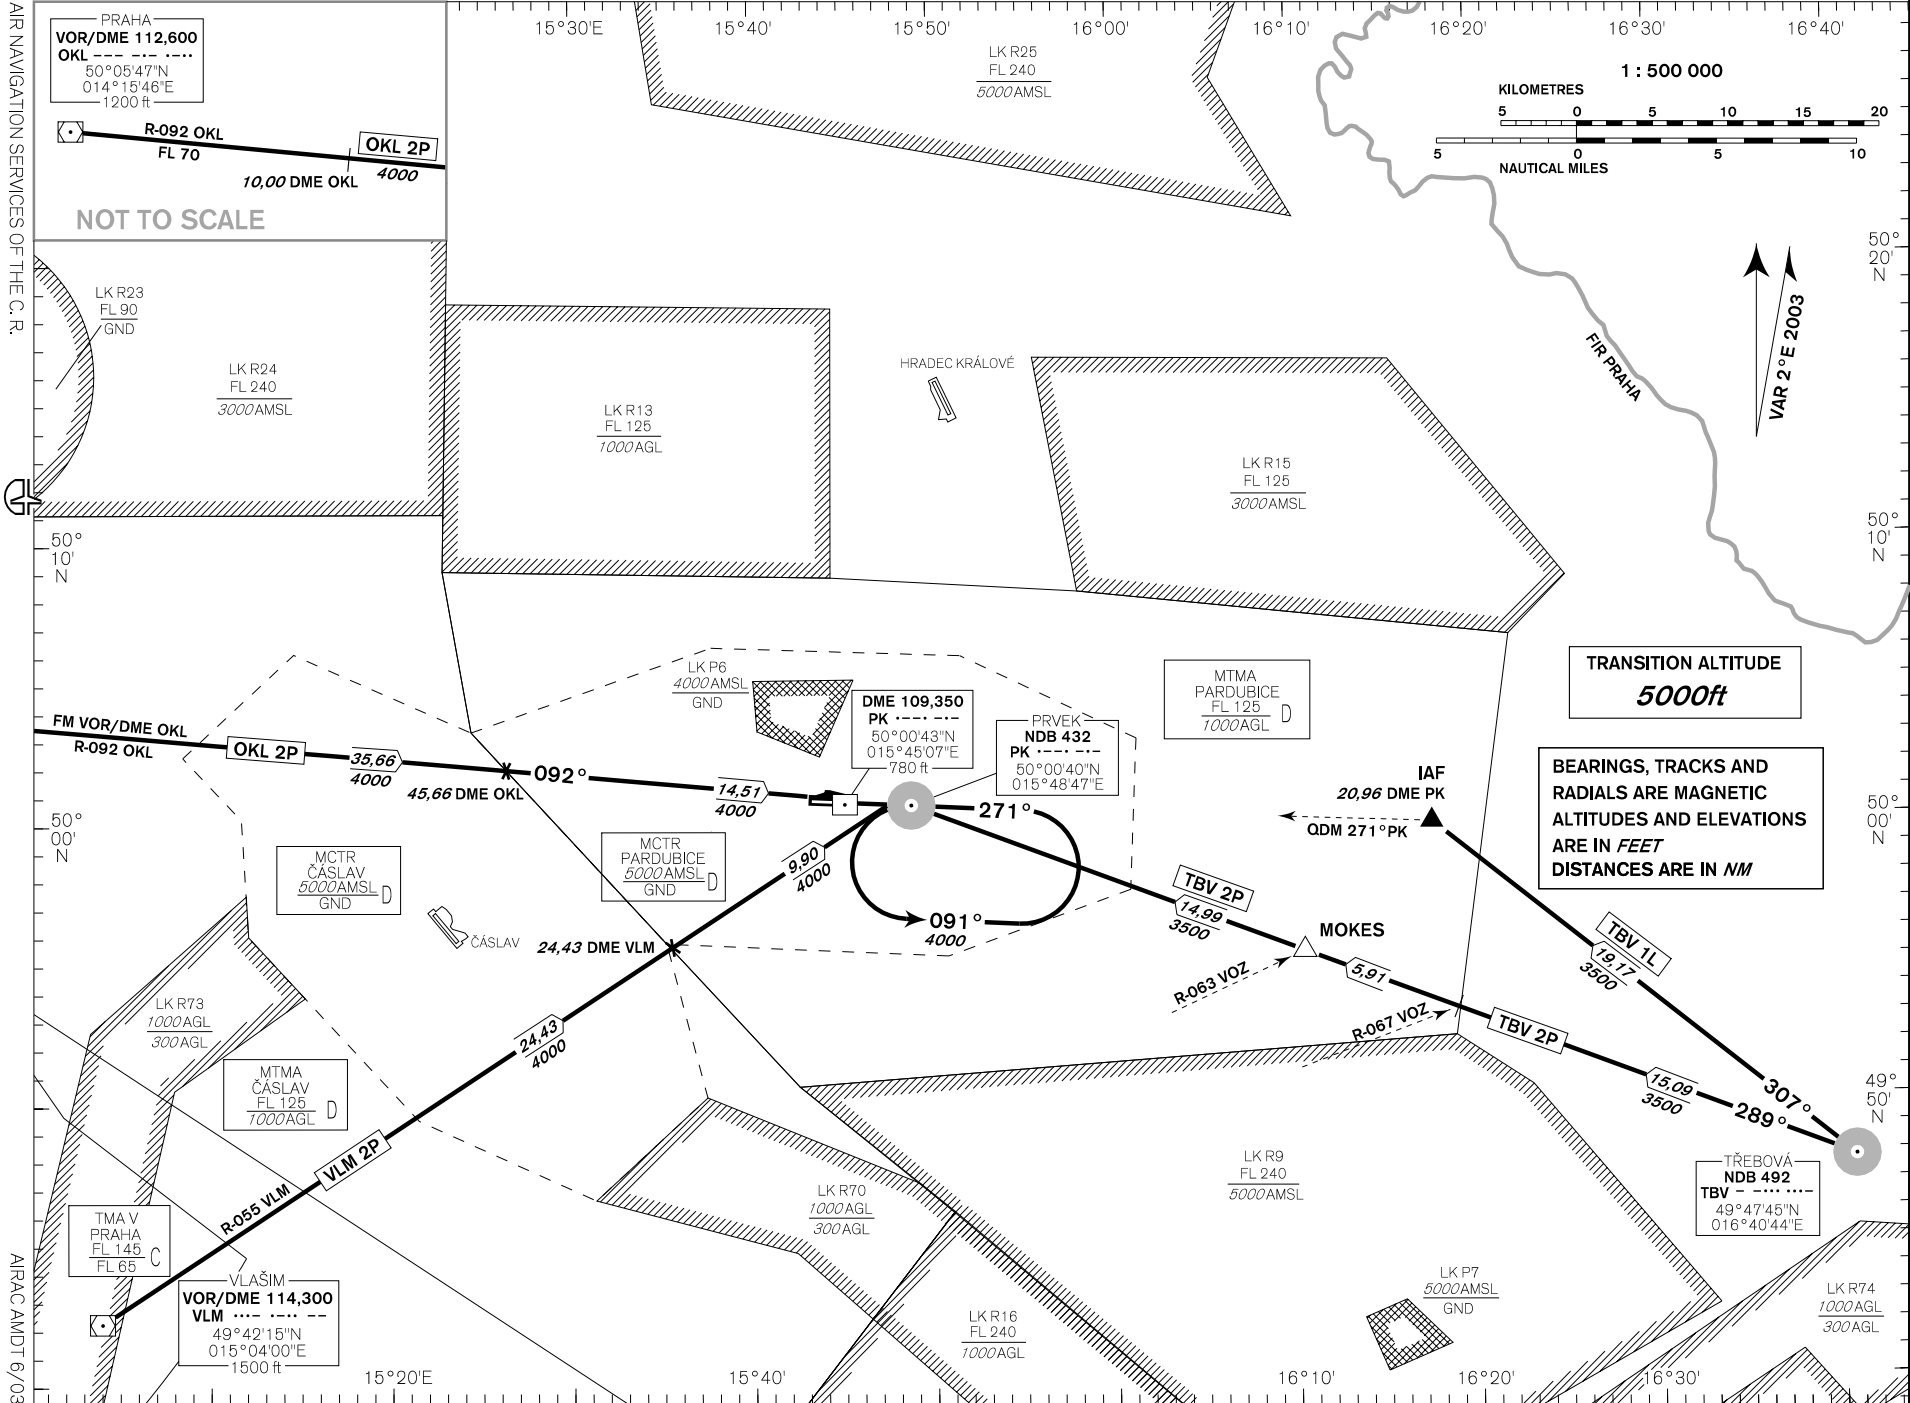 AIR NAVIGATION SERVICES OF THE C. R.
PRAHA
VOR/DME 112,600
OKL
50°05'47"N
014°15'46"E
1200 ft
R-092 OKL
FL 70
OKL 2P
10,00 DME OKL
4000
NOT TO SCALE
15°30'E
15°40'
15°50'
16°00'
16°10'
16°20'
16°30'
16°40'
LK R25
FL 240
5000 AMSL
1 : 500 000
KILOMETRES
5 0 5 10 15 20
5 0 5 10
NAUTICAL MILES
50°
20'
N
VAR 2°E 2003
FIR PRAHA
LK R23
FL 90
GND
LK R24
FL 240
3000 AMSL
LK R13
FL 125
1000 AGL
HRADEC KRÁLOVÉ
LK R15
FL 125
3000 AMSL
50°
10'
N
50°
10'
N
FM VOR/DME OKL
R-092 OKL
OKL 2P
35,66
4000
45,66 DME OKL
092°
14,51
4000
LK P6
4000 AMSL
GND
DME 109,350
PK
50°00'43"N
015°45'07"E
780 ft
PRVEK
NDB 432
PK
50°00'40"N
015°48'47"E
MTMA
PARDUBICE
FL 125
1000 AGL
D
TRANSITION ALTITUDE
5000ft
BEARINGS, TRACKS AND
RADIALS ARE MAGNETIC
ALTITUDES AND ELEVATIONS
ARE IN FEET
DISTANCES ARE IN NM
IAF
20,96 DME PK
QDM 271°PK
50°
00'
N
50°
00'
N
271°
091°
4000
MCTR
ČÁSLAV
5000 AMSL
GND
D
MCTR
PARDUBICE
5000 AMSL
GND
D
9,90
4000
ČÁSLAV
24,43 DME VLM
TBV 2P
14,99
3500
MOKES
R-063 VOZ
5,91
R-067 VOZ
TBV 2P
TBV 1L
19,17
3500
15,09
3500
307°
289°
49°
50'
N
LK R73
1000 AGL
300 AGL
24,43
4000
MTMA
ČÁSLAV
FL 125
1000 AGL
D
VLM 2P
R-055 VLM
TMA V
PRAHA
FL 145
FL 65
C
VLAŠIM
VOR/DME 114,300
VLM
49°42'15"N
015°04'00"E
1500 ft
LK R70
1000 AGL
300 AGL
LK R9
FL 240
5000 AMSL
TŘEBOVÁ
NDB 492
TBV
49°47'45"N
016°40'44"E
LK R16
FL 240
1000 AGL
LK P7
5000 AMSL
GND
LK R74
1000 AGL
300 AGL
15°20'E
15°40'
16°10'
16°20'
16°30'
AIRAC AMDT 6/03